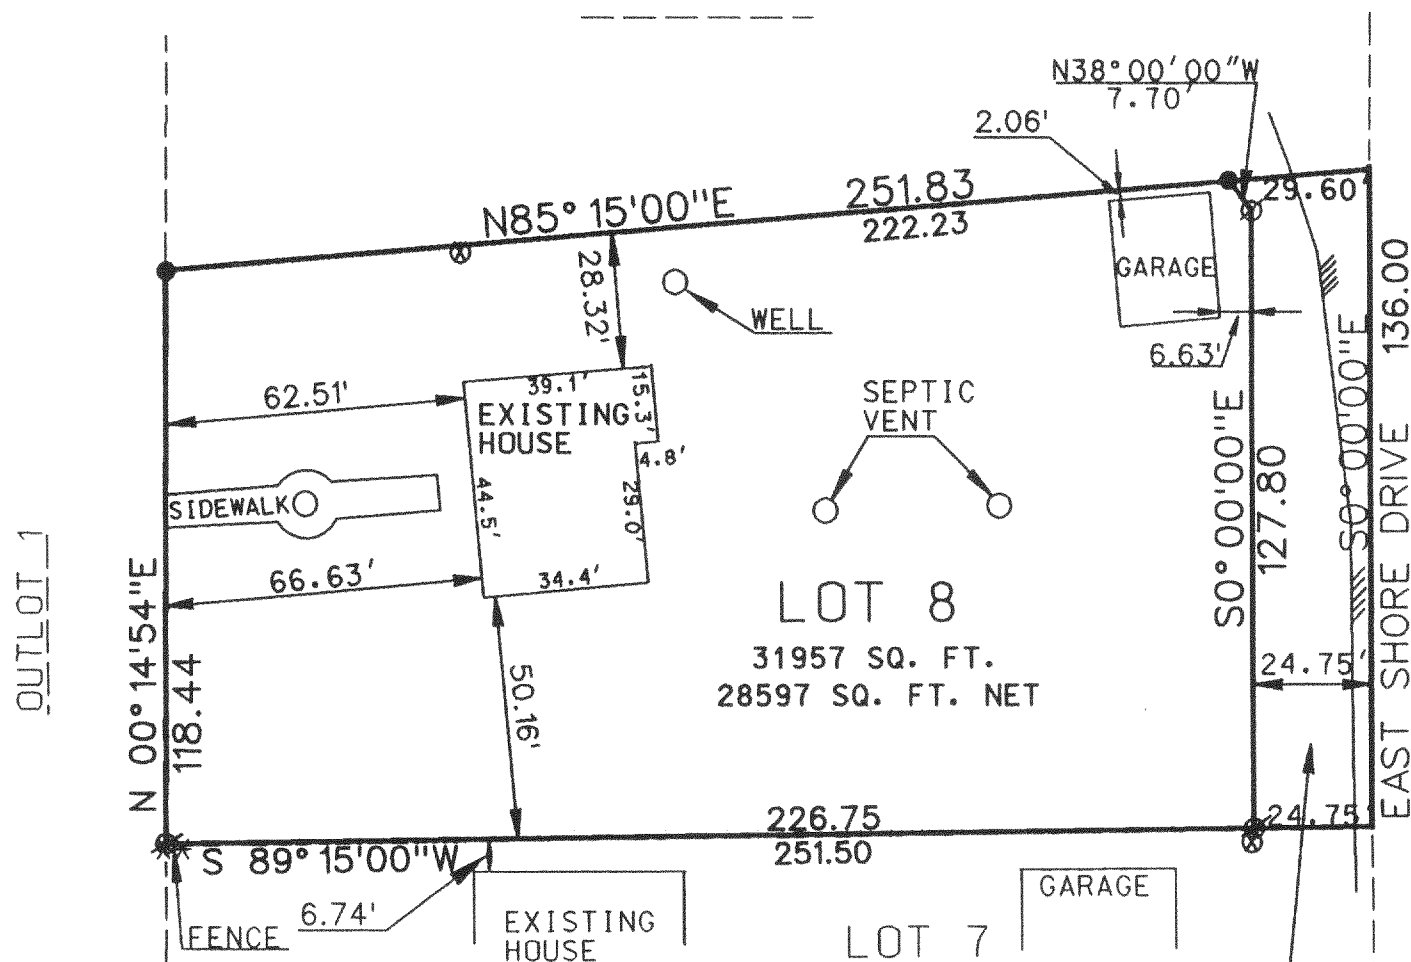 N38°00'00"W
7.70'
2.06'
251.83
N85°15'00"E
222.23
29.60'
28.32'
GARAGE
WELL
6.63'
136.00
S0°00'00"E
62.51'
39.1'
15.3'
EXISTING
HOUSE
4.8'
SEPTIC
VENT
44.5'
29.0'
SIDEWALK
S0°00'00"E
127.80
EAST SHORE DRIVE
OUTLOT 1
N 00°14'54"E
118.44
66.63'
34.4'
LOT 8
31957 SQ. FT.
28597 SQ. FT. NET
24.75'
50.16'
226.75
24.75'
S 89°15'00"W
251.50
6.74'
FENCE
EXISTING
HOUSE
GARAGE
LOT 7